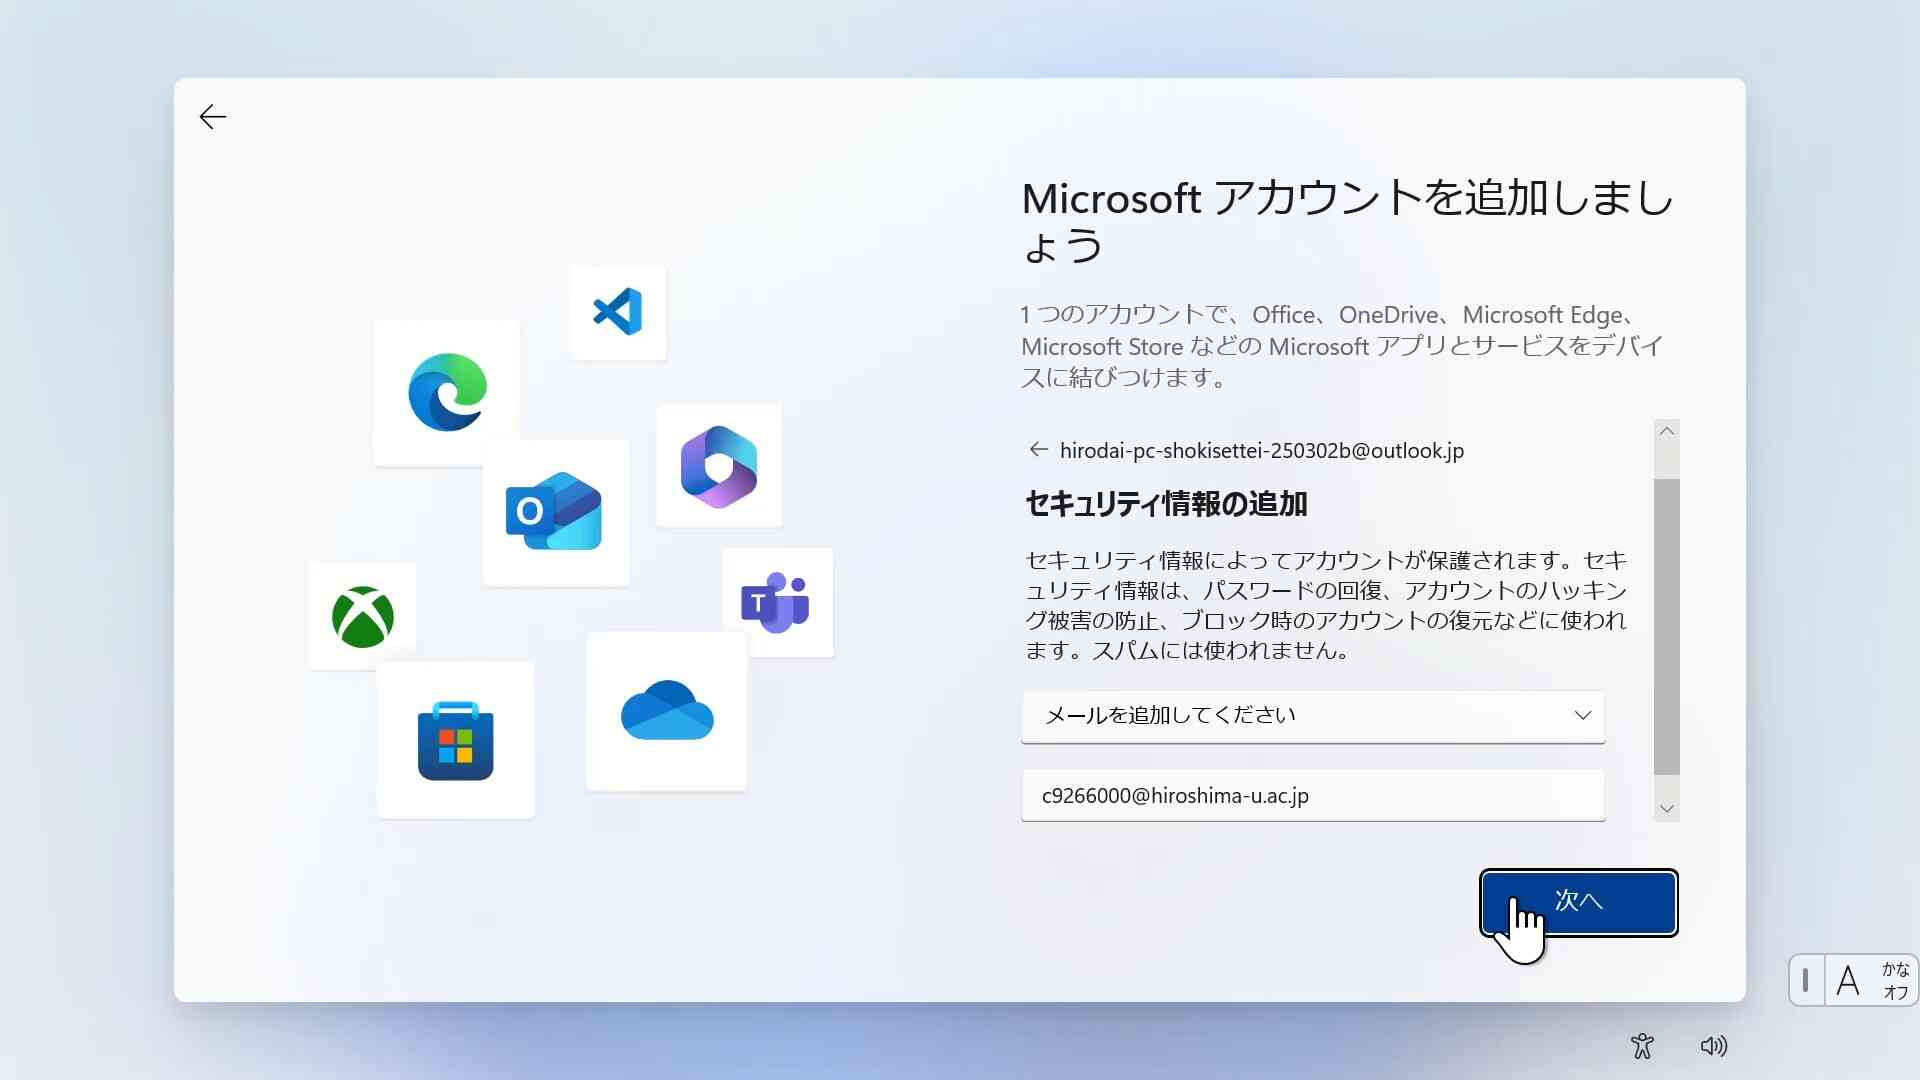 Microsoft アカウントを追加しまし
ょう
1 つのアカウントで、Office、OneDrive、Microsoft Edge、
Microsoft Store などの Microsoft アプリとサービスをデバイ
スに結びつけます。
hirodai-pc-shokisettei-250302b@outlook.jp
セキュリティ情報の追加
セキュリティ情報によってアカウントが保護されます。セキ
ュリティ情報は、パスワードの回復、アカウントのハッキン
グ被害の防止、ブロック時のアカウントの復元などに使われ
ます。スパムには使われません。
メールを追加してください
c9266000@hiroshima-u.ac.jp
次へ
O
T
A
かな
オフ